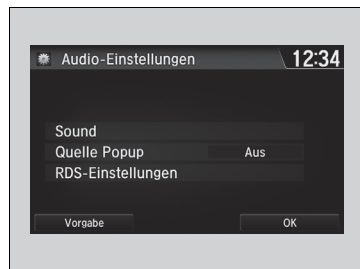 Audio-Einstellungen 12:34
Sound
Quelle Popup Aus
RDS-Einstellungen
Vorgabe OK